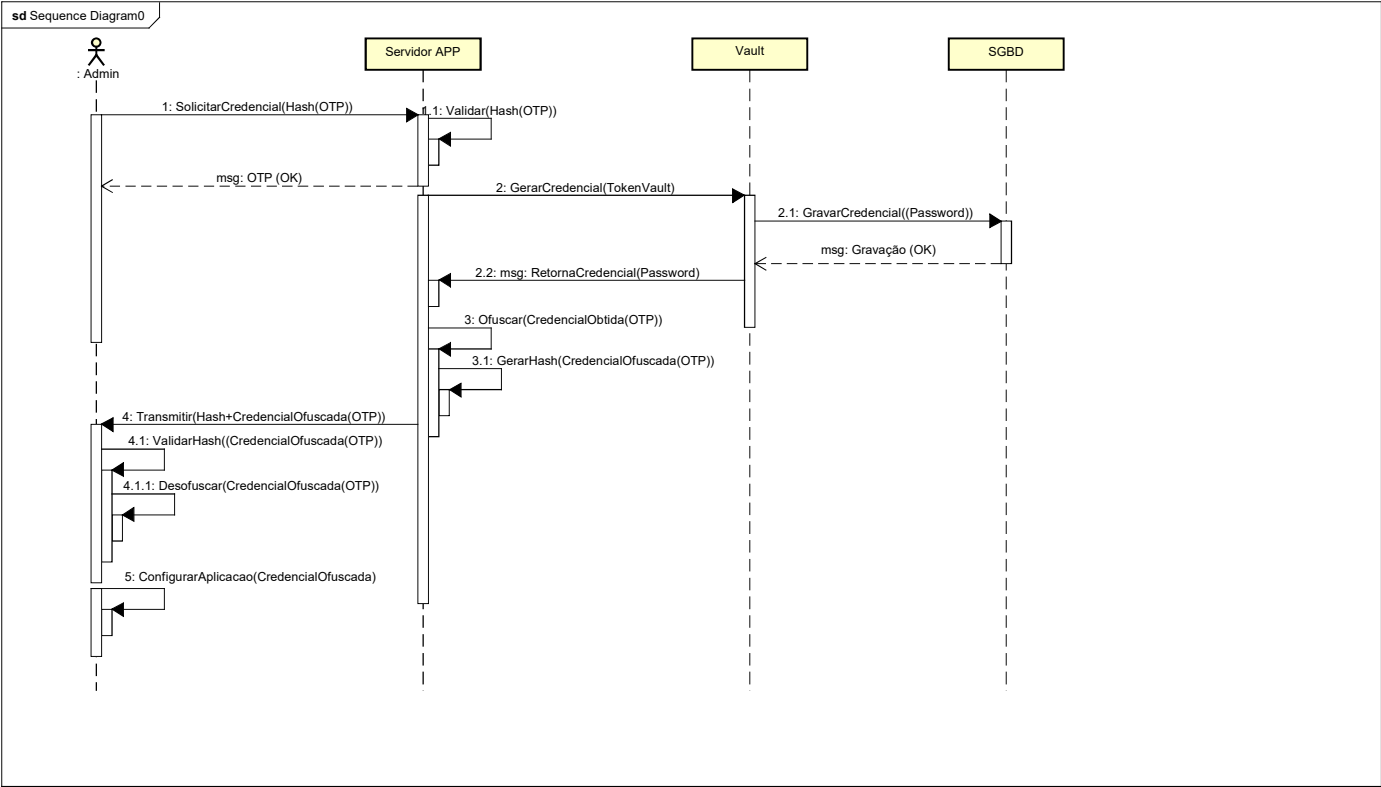 sd Sequence Diagram0
: Admin
Servidor APP
Vault
SGBD
1: SolicitarCredencial(Hash(OTP))
1.1: Validar(Hash(OTP))
msg: OTP (OK)
2: GerarCredencial(TokenVault)
2.1: GravarCredencial((Password))
msg: Gravação (OK)
2.2: msg: RetornaCredencial(Password)
3: Ofuscar(CredencialObtida(OTP))
3.1: GerarHash(CredencialOfuscada(OTP))
4: Transmitir(Hash+CredencialOfuscada(OTP))
4.1: ValidarHash((CredencialOfuscada(OTP))
4.1.1: Desofuscar(CredencialOfuscada(OTP))
5: ConfigurarAplicacao(CredencialOfuscada)